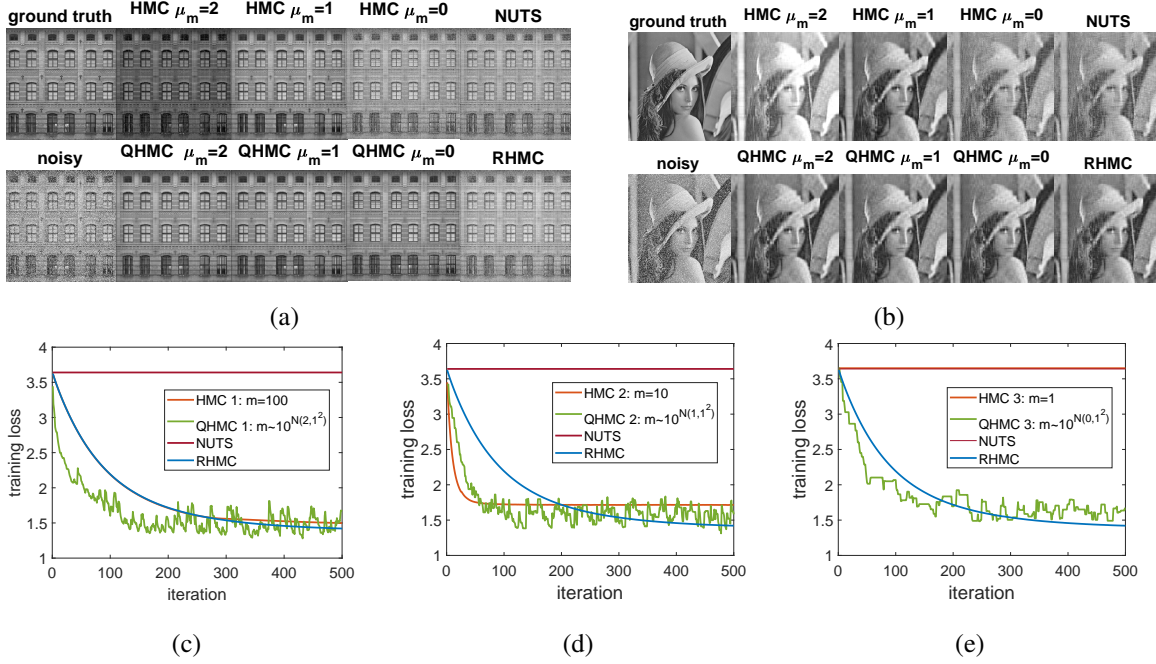 ground truth HMC μm=2 HMC μm=1 HMC μm=0 NUTS
noisy QHMC μm=2 QHMC μm=1 QHMC μm=0 RHMC
(a)
ground truth HMC μm=2 HMC μm=1 HMC μm=0 NUTS
noisy QHMC μm=2 QHMC μm=1 QHMC μm=0 RHMC
(b)
4
3.5
3
2.5
2
1.5
1
training loss
HMC 1: m=100
QHMC 1: m~10^N(2,1²)
NUTS
RHMC
0 100 200 300 400 500
iteration
(c)
4
3.5
3
2.5
2
1.5
1
training loss
HMC 2: m=10
QHMC 2: m~10^N(1,1²)
NUTS
RHMC
0 100 200 300 400 500
iteration
(d)
4
3.5
3
2.5
2
1.5
1
training loss
HMC 3: m=1
QHMC 3: m~10^N(0,1²)
NUTS
RHMC
0 100 200 300 400 500
iteration
(e)